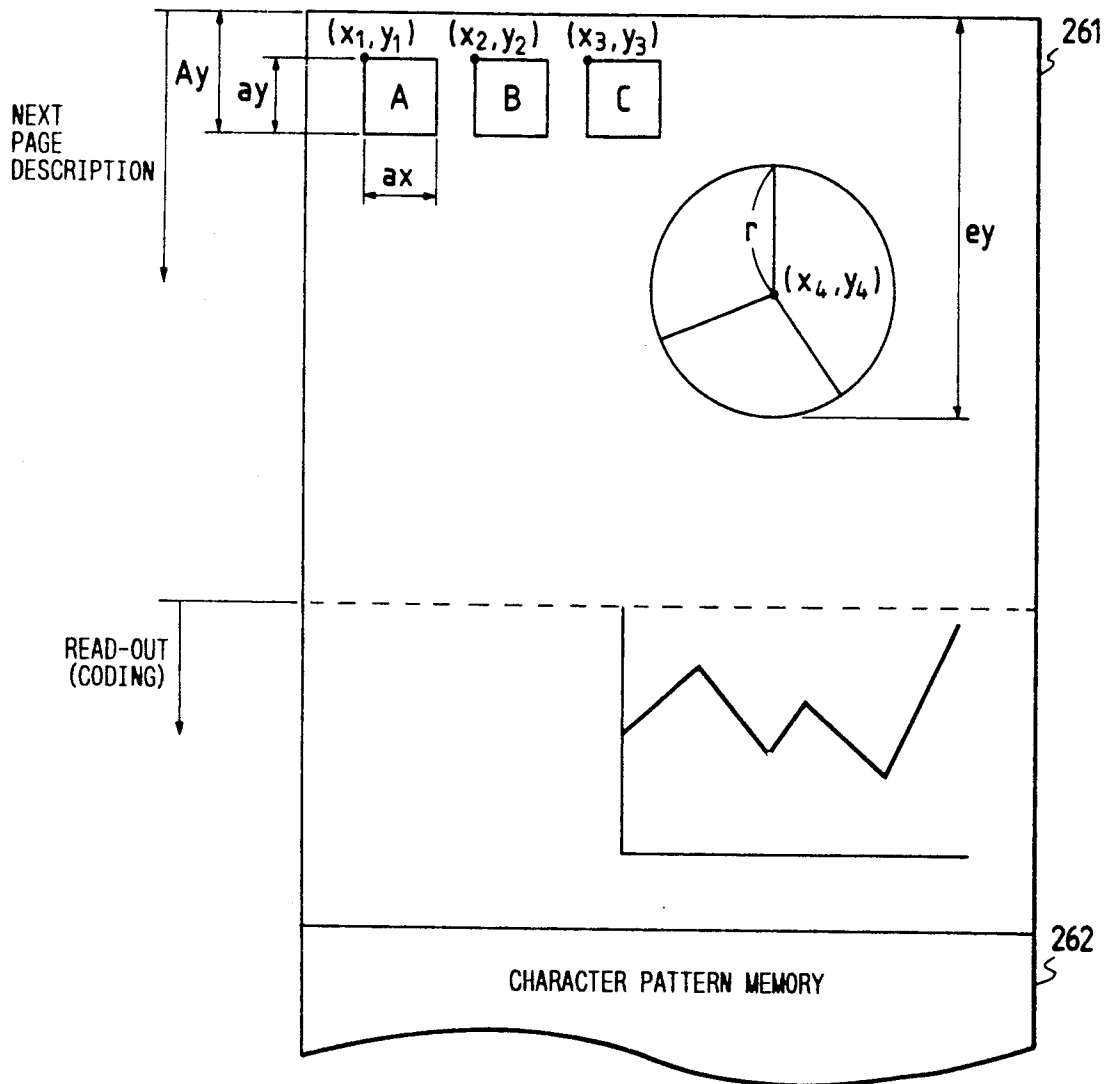 261
(x₁,y₁) (x₂,y₂) (x₃,y₃)
Ay
ay
A B C
NEXT
PAGE
DESCRIPTION
ax
r
ey
(x₄,y₄)
READ-OUT
(CODING)
262
CHARACTER PATTERN MEMORY